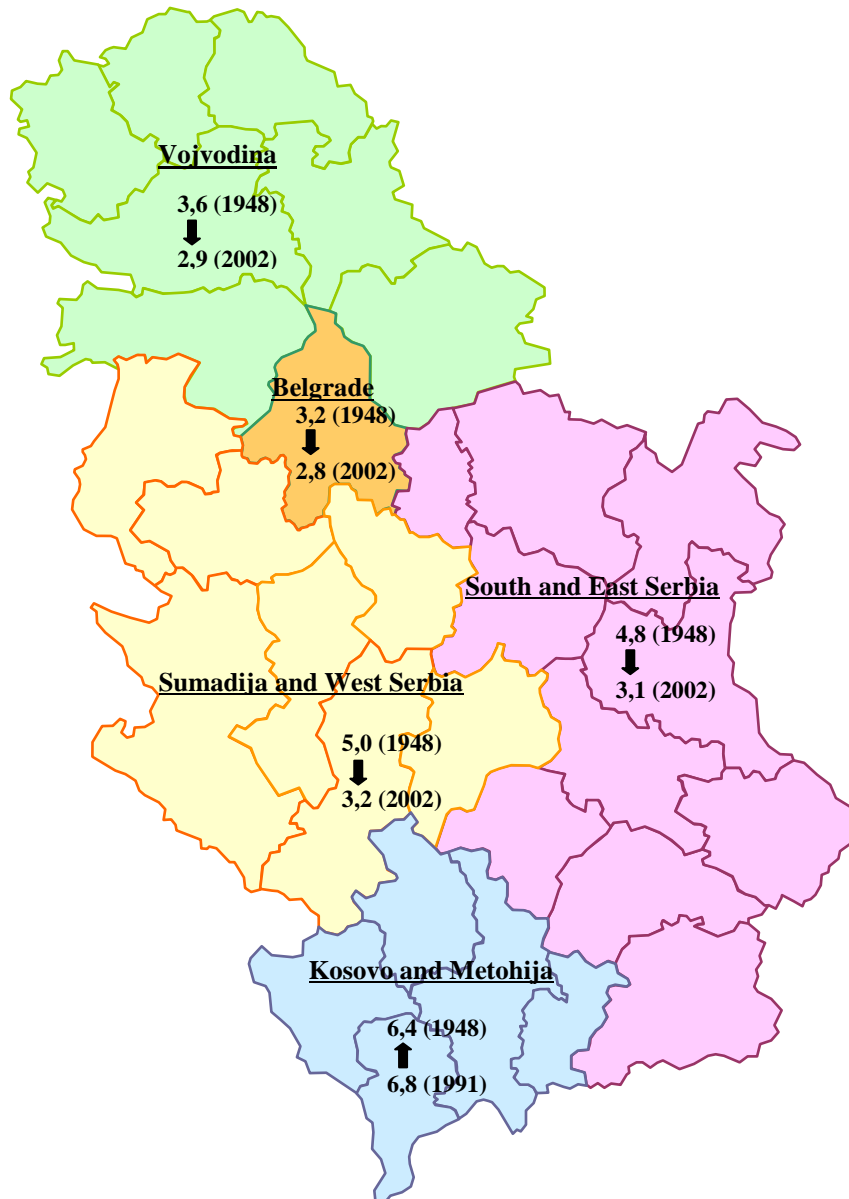 Vojvodina
3,6 (1948)
2,9 (2002)
Belgrade
3,2 (1948)
2,8 (2002)
South and East Serbia
4,8 (1948)
3,1 (2002)
Sumadija and West Serbia
5,0 (1948)
3,2 (2002)
Kosovo and Metohija
6,4 (1948)
6,8 (1991)